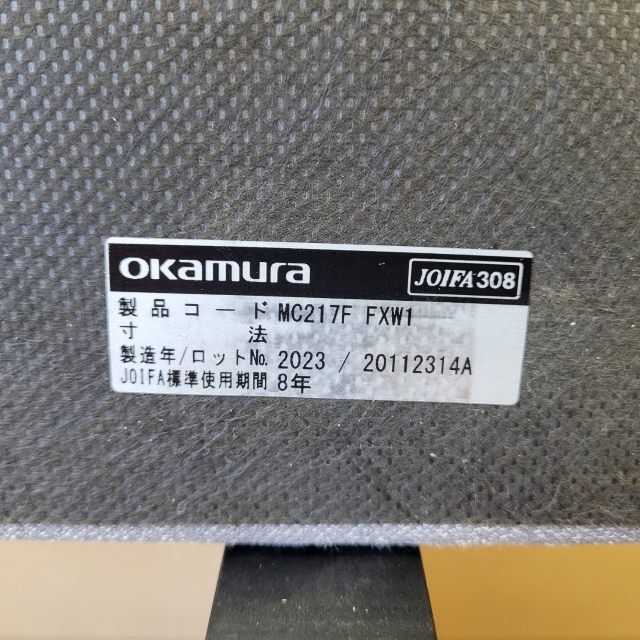 okamura JOIFA308
製品コード MC217F FXW1
寸法
製造年/ロットNo. 2023 / 20112314A
JOIFA標準使用期間 8年